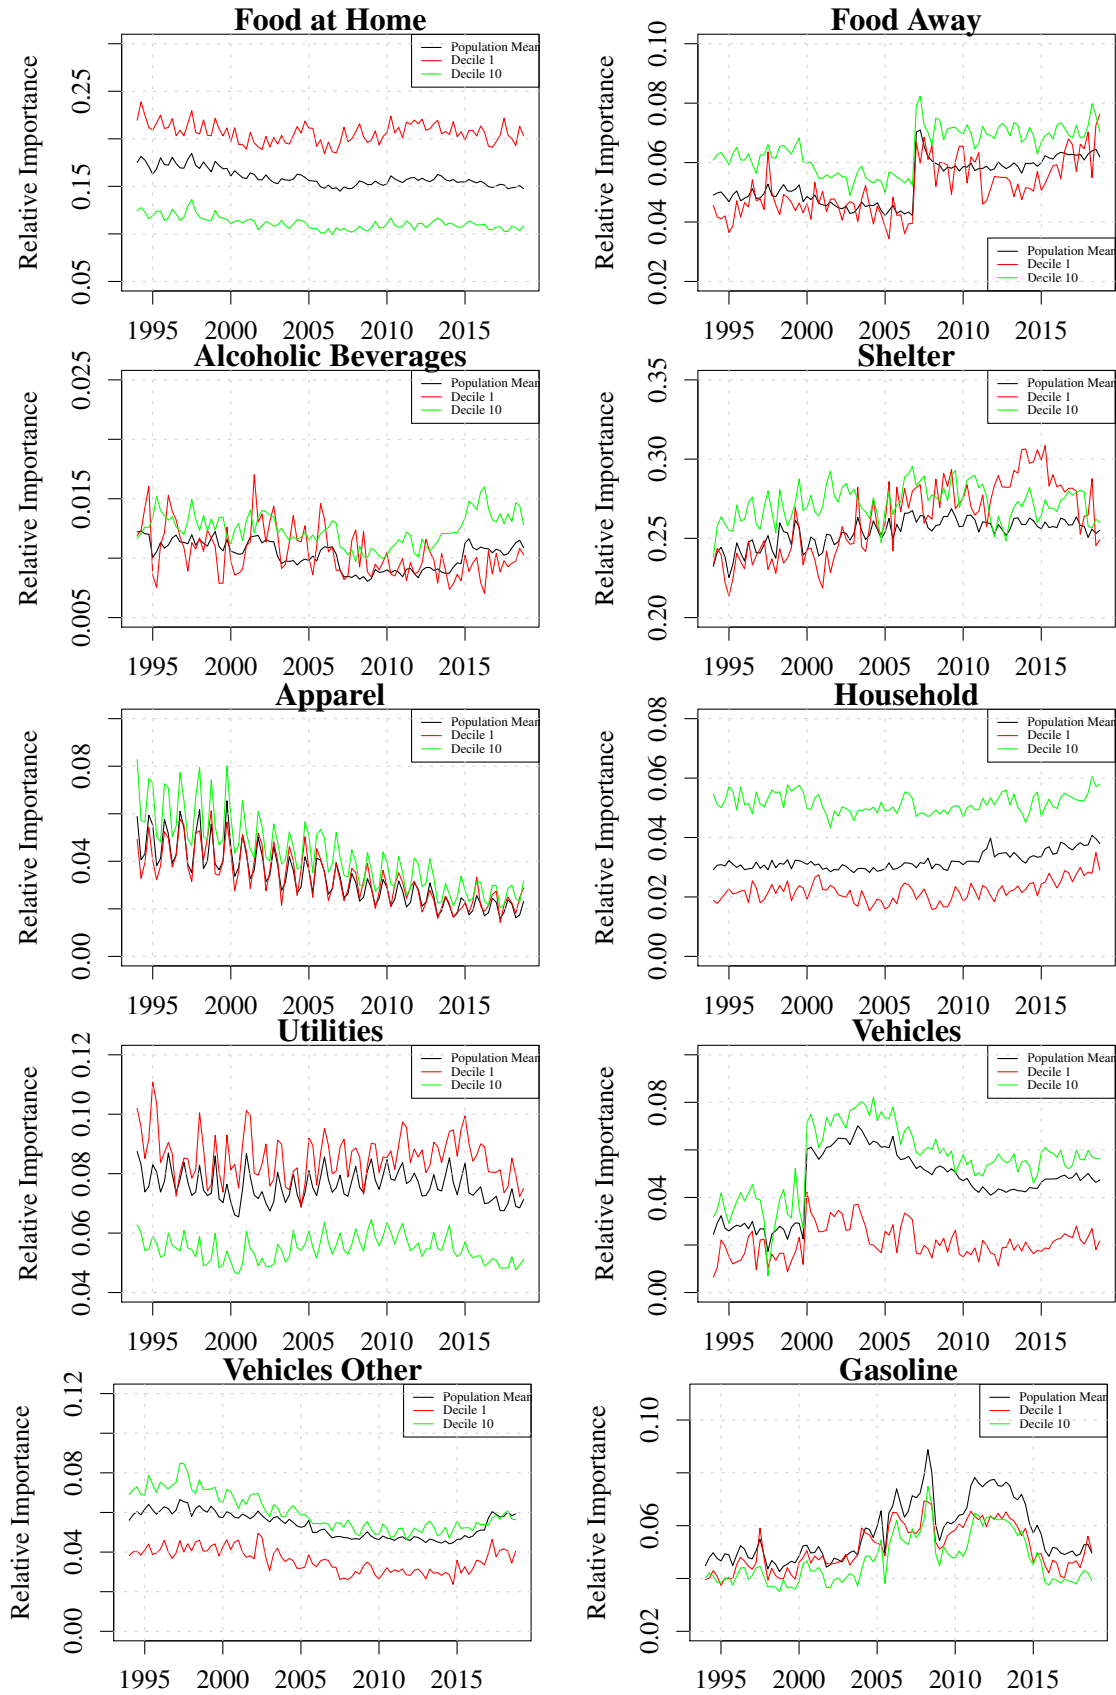 Food at Home
Relative Importance
0.05 0.15 0.25
Population Mean
Decile 1
Decile 10
1995 2000 2005 2010 2015
Food Away
Relative Importance
0.02 0.04 0.06 0.08 0.10
Population Mean
Decile 1
Decile 10
1995 2000 2005 2010 2015
Alcoholic Beverages
Relative Importance
0.005 0.015 0.025
Population Mean
Decile 1
Decile 10
1995 2000 2005 2010 2015
Shelter
Relative Importance
0.20 0.25 0.30 0.35
Population Mean
Decile 1
Decile 10
1995 2000 2005 2010 2015
Apparel
Relative Importance
0.00 0.04 0.08
Population Mean
Decile 1
Decile 10
1995 2000 2005 2010 2015
Household
Relative Importance
0.00 0.02 0.04 0.06 0.08
Population Mean
Decile 1
Decile 10
1995 2000 2005 2010 2015
Utilities
Relative Importance
0.04 0.06 0.08 0.10 0.12
Population Mean
Decile 1
Decile 10
1995 2000 2005 2010 2015
Vehicles
Relative Importance
0.00 0.04 0.08
Population Mean
Decile 1
Decile 10
1995 2000 2005 2010 2015
Vehicles Other
Relative Importance
0.00 0.04 0.08 0.12
Population Mean
Decile 1
Decile 10
1995 2000 2005 2010 2015
Gasoline
Relative Importance
0.02 0.06 0.10
Population Mean
Decile 1
Decile 10
1995 2000 2005 2010 2015